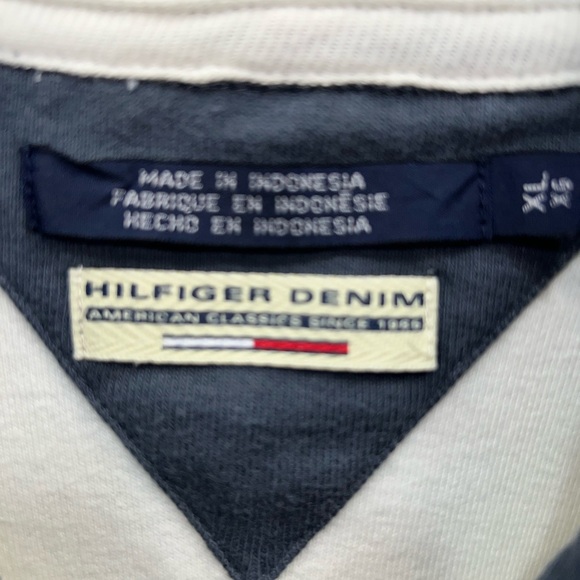 MADE IN INDONESIA
FABRIQUE EN INDONÉSIE
HECHO EN INDONESIA
XL
HILFIGER DENIM
AMERICAN CLASSICS SINCE 1985